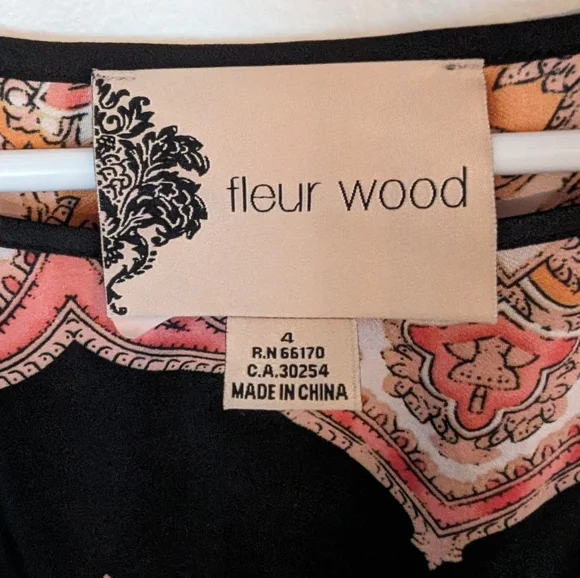 fleur wood
4
R.N 66170
C.A.30254
MADE IN CHINA